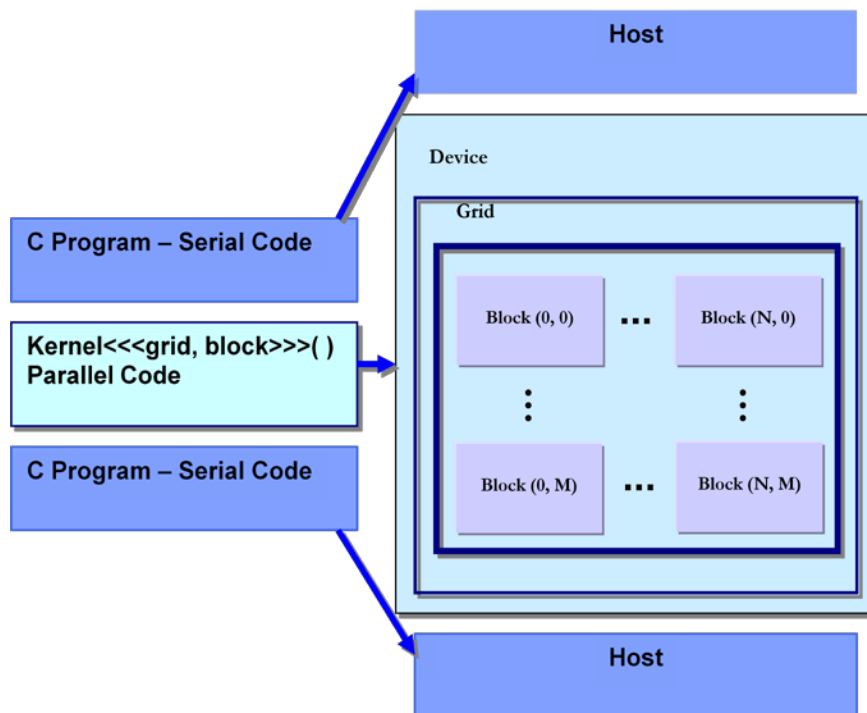 Host
Device
Grid
C Program – Serial Code
Block (0, 0) ... Block (N, 0)
Kernel<<<grid, block>>>( )
Parallel Code
⋮ ⋮
C Program – Serial Code
Block (0, M) ... Block (N, M)
Host